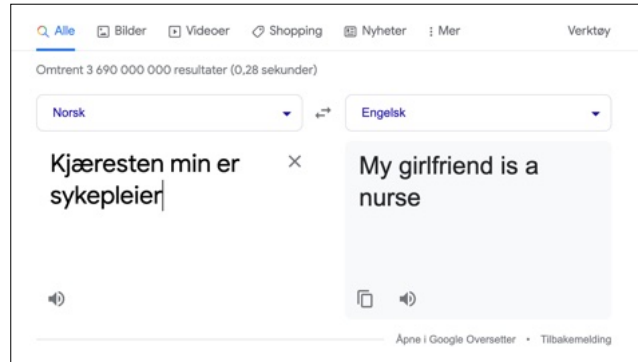 Alle Bilder Videoer Shopping Nyheter Mer Verktøy
Omtrent 3 690 000 000 resultater (0,28 sekunder)
Norsk Engelsk
Kjæresten min er
sykepleier
My girlfriend is a
nurse
Åpne i Google Oversetter • Tilbakemelding